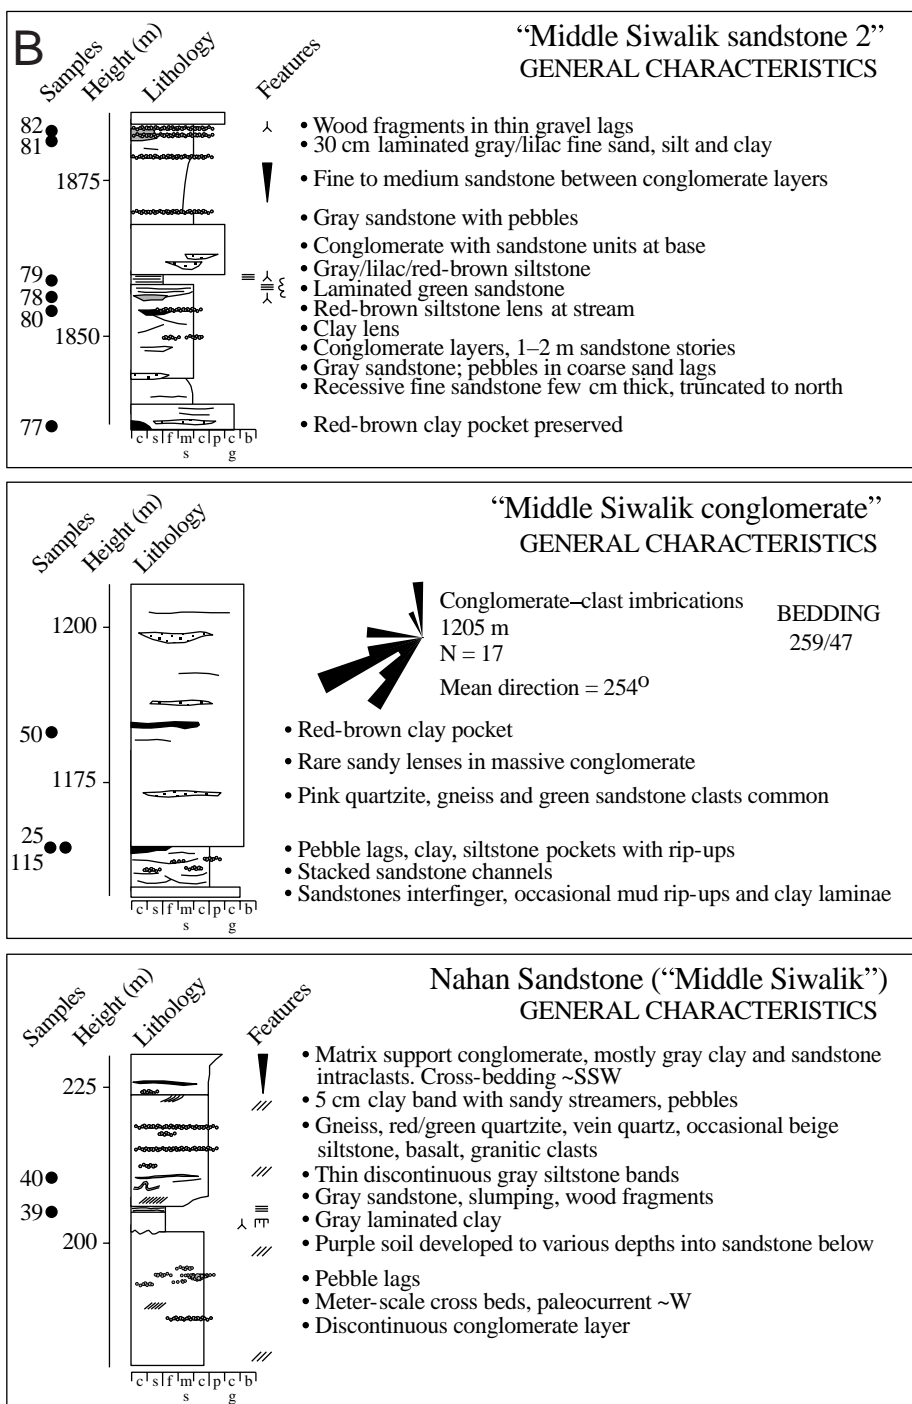 B
Samples
Height (m)
Lithology
Features
“Middle Siwalik sandstone 2”
GENERAL CHARACTERISTICS
82
81
1875
79
78
80
1850
77
• Wood fragments in thin gravel lags
• 30 cm laminated gray/lilac fine sand, silt and clay
• Fine to medium sandstone between conglomerate layers
• Gray sandstone with pebbles
• Conglomerate with sandstone units at base
• Gray/lilac/red-brown siltstone
• Laminated green sandstone
• Red-brown siltstone lens at stream
• Clay lens
• Conglomerate layers, 1–2 m sandstone stories
• Gray sandstone; pebbles in coarse sand lags
• Recessive fine sandstone few cm thick, truncated to north
• Red-brown clay pocket preserved
c s f m c p c b
s g
Samples
Height (m)
Lithology
“Middle Siwalik conglomerate”
GENERAL CHARACTERISTICS
1200
50
1175
25
115
Conglomerate–clast imbrications
1205 m
N = 17
Mean direction = 254o
BEDDING
259/47
• Red-brown clay pocket
• Rare sandy lenses in massive conglomerate
• Pink quartzite, gneiss and green sandstone clasts common
• Pebble lags, clay, siltstone pockets with rip-ups
• Stacked sandstone channels
• Sandstones interfinger, occasional mud rip-ups and clay laminae
c s f m c p c b
s g
Samples
Height (m)
Lithology
Features
Nahan Sandstone (“Middle Siwalik”)
GENERAL CHARACTERISTICS
225
40
39
200
• Matrix support conglomerate, mostly gray clay and sandstone
intraclasts. Cross-bedding ~SSW
• 5 cm clay band with sandy streamers, pebbles
• Gneiss, red/green quartzite, vein quartz, occasional beige
siltstone, basalt, granitic clasts
• Thin discontinuous gray siltstone bands
• Gray sandstone, slumping, wood fragments
• Gray laminated clay
• Purple soil developed to various depths into sandstone below
• Pebble lags
• Meter-scale cross beds, paleocurrent ~W
• Discontinuous conglomerate layer
c s f m c p c b
s g